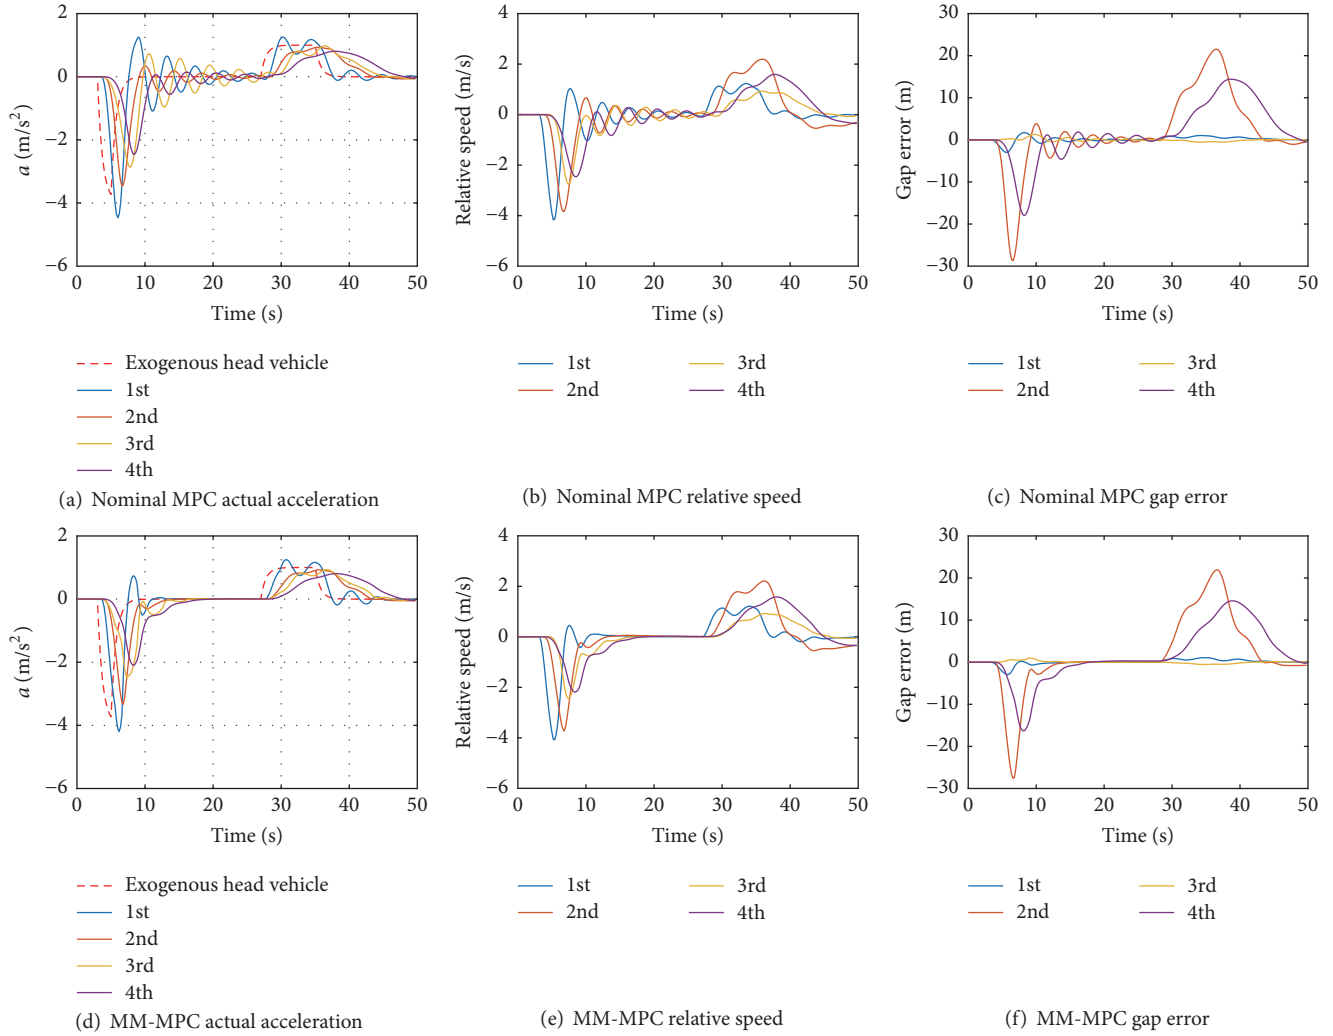 2
0
−2
−4
−6
a (m/s²)
0 10 20 30 40 50
Time (s)
Exogenous head vehicle
1st
2nd
3rd
4th
(a) Nominal MPC actual acceleration
4
2
0
−2
−4
−6
Relative speed (m/s)
0 10 20 30 40 50
Time (s)
1st 3rd
2nd 4th
(b) Nominal MPC relative speed
30
20
10
0
−10
−20
−30
Gap error (m)
0 10 20 30 40 50
Time (s)
1st 3rd
2nd 4th
(c) Nominal MPC gap error
2
0
−2
−4
−6
a (m/s²)
0 10 20 30 40 50
Time (s)
Exogenous head vehicle
1st
2nd
3rd
4th
(d) MM-MPC actual acceleration
4
2
0
−2
−4
−6
Relative speed (m/s)
0 10 20 30 40 50
Time (s)
1st 3rd
2nd 4th
(e) MM-MPC relative speed
30
20
10
0
−10
−20
−30
Gap error (m)
0 10 20 30 40 50
Time (s)
1st 3rd
2nd 4th
(f) MM-MPC gap error